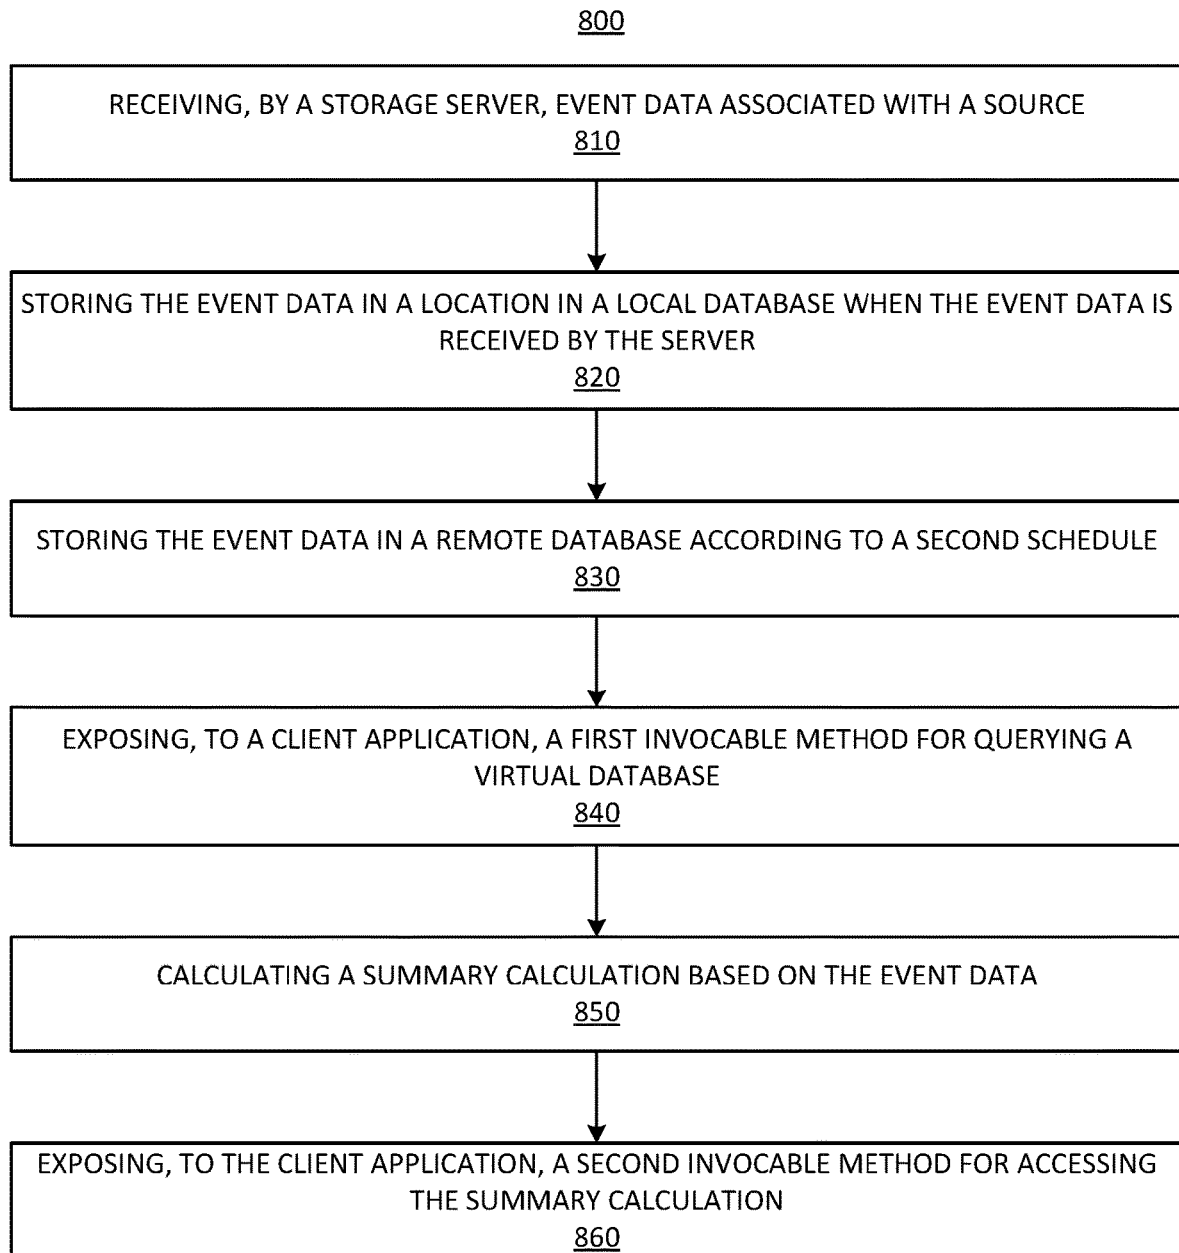 800
RECEIVING, BY A STORAGE SERVER, EVENT DATA ASSOCIATED WITH A SOURCE
810
STORING THE EVENT DATA IN A LOCATION IN A LOCAL DATABASE WHEN THE EVENT DATA IS
RECEIVED BY THE SERVER
820
STORING THE EVENT DATA IN A REMOTE DATABASE ACCORDING TO A SECOND SCHEDULE
830
EXPOSING, TO A CLIENT APPLICATION, A FIRST INVOCABLE METHOD FOR QUERYING A
VIRTUAL DATABASE
840
CALCULATING A SUMMARY CALCULATION BASED ON THE EVENT DATA
850
EXPOSING, TO THE CLIENT APPLICATION, A SECOND INVOCABLE METHOD FOR ACCESSING
THE SUMMARY CALCULATION
860